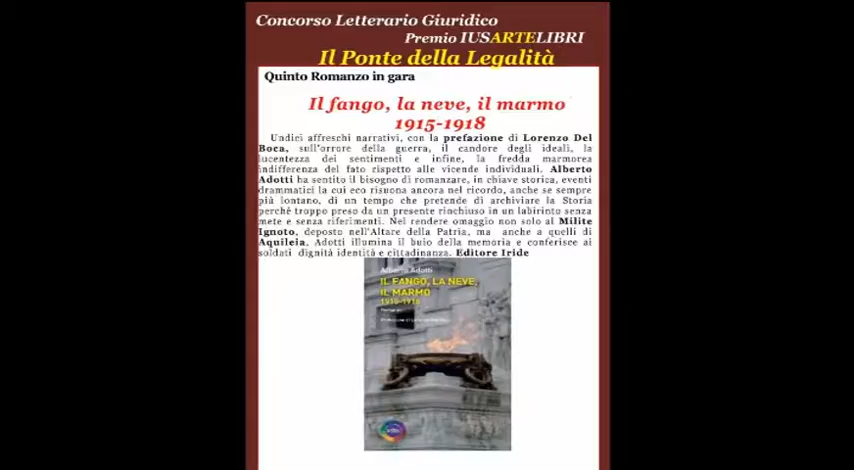 Concorso Letterario Giuridico
Premio IUSARTELIBRI
Il Ponte della Legalità
Quinto Romanzo in gara
Il fango, la neve, il marmo
1915-1918
Undici affreschi narrativi, con la prefazione di Lorenzo Del
Boca, sull'orrore della guerra, il candore degli ideali, la
lucentezza dei sentimenti e infine, la fredda marmorea
indifferenza del fato rispetto alle vicende individuali. Alberto
Adotti ha sentito il bisogno di romanzare, in chiave storica, eventi
drammatici la cui eco risuona ancora nel ricordo, anche se sempre
più lontano, di un tempo che pretende di archiviare la Storia
perché troppo preso da un presente rinchiuso in un labirinto senza
mete e senza riferimenti. Nel rendere omaggio non solo al Milite
Ignoto, deposto nell'Altare della Patria, ma anche a quelli di
Aquileia, Adotti illumina il buio della memoria e conferisce ai
soldati dignità identità e cittadinanza. Editore Iride
Alberto Adotti
IL FANGO, LA NEVE,
IL MARMO
1915-1918